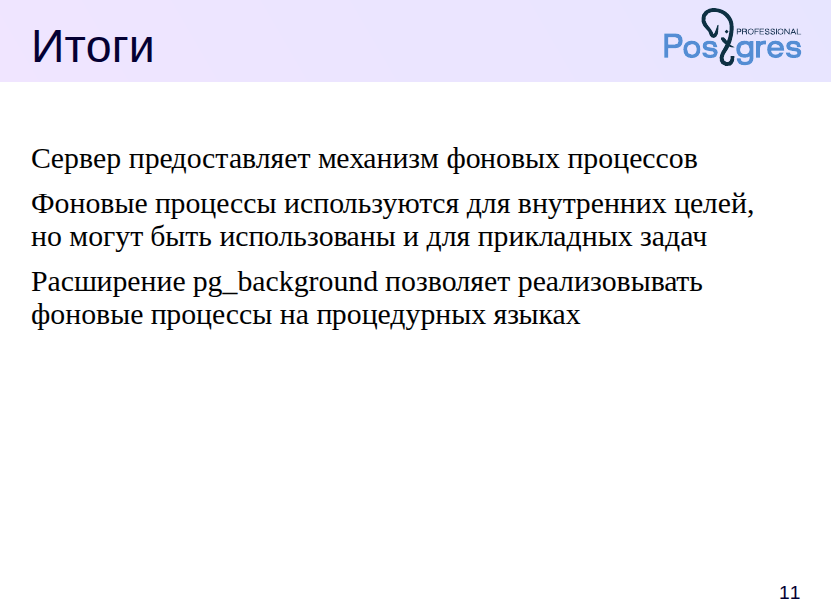 Итоги
PROFESSIONAL
Postgres
Сервер предоставляет механизм фоновых процессов
Фоновые процессы используются для внутренних целей,
но могут быть использованы и для прикладных задач
Расширение pg_background позволяет реализовывать
фоновые процессы на процедурных языках
11